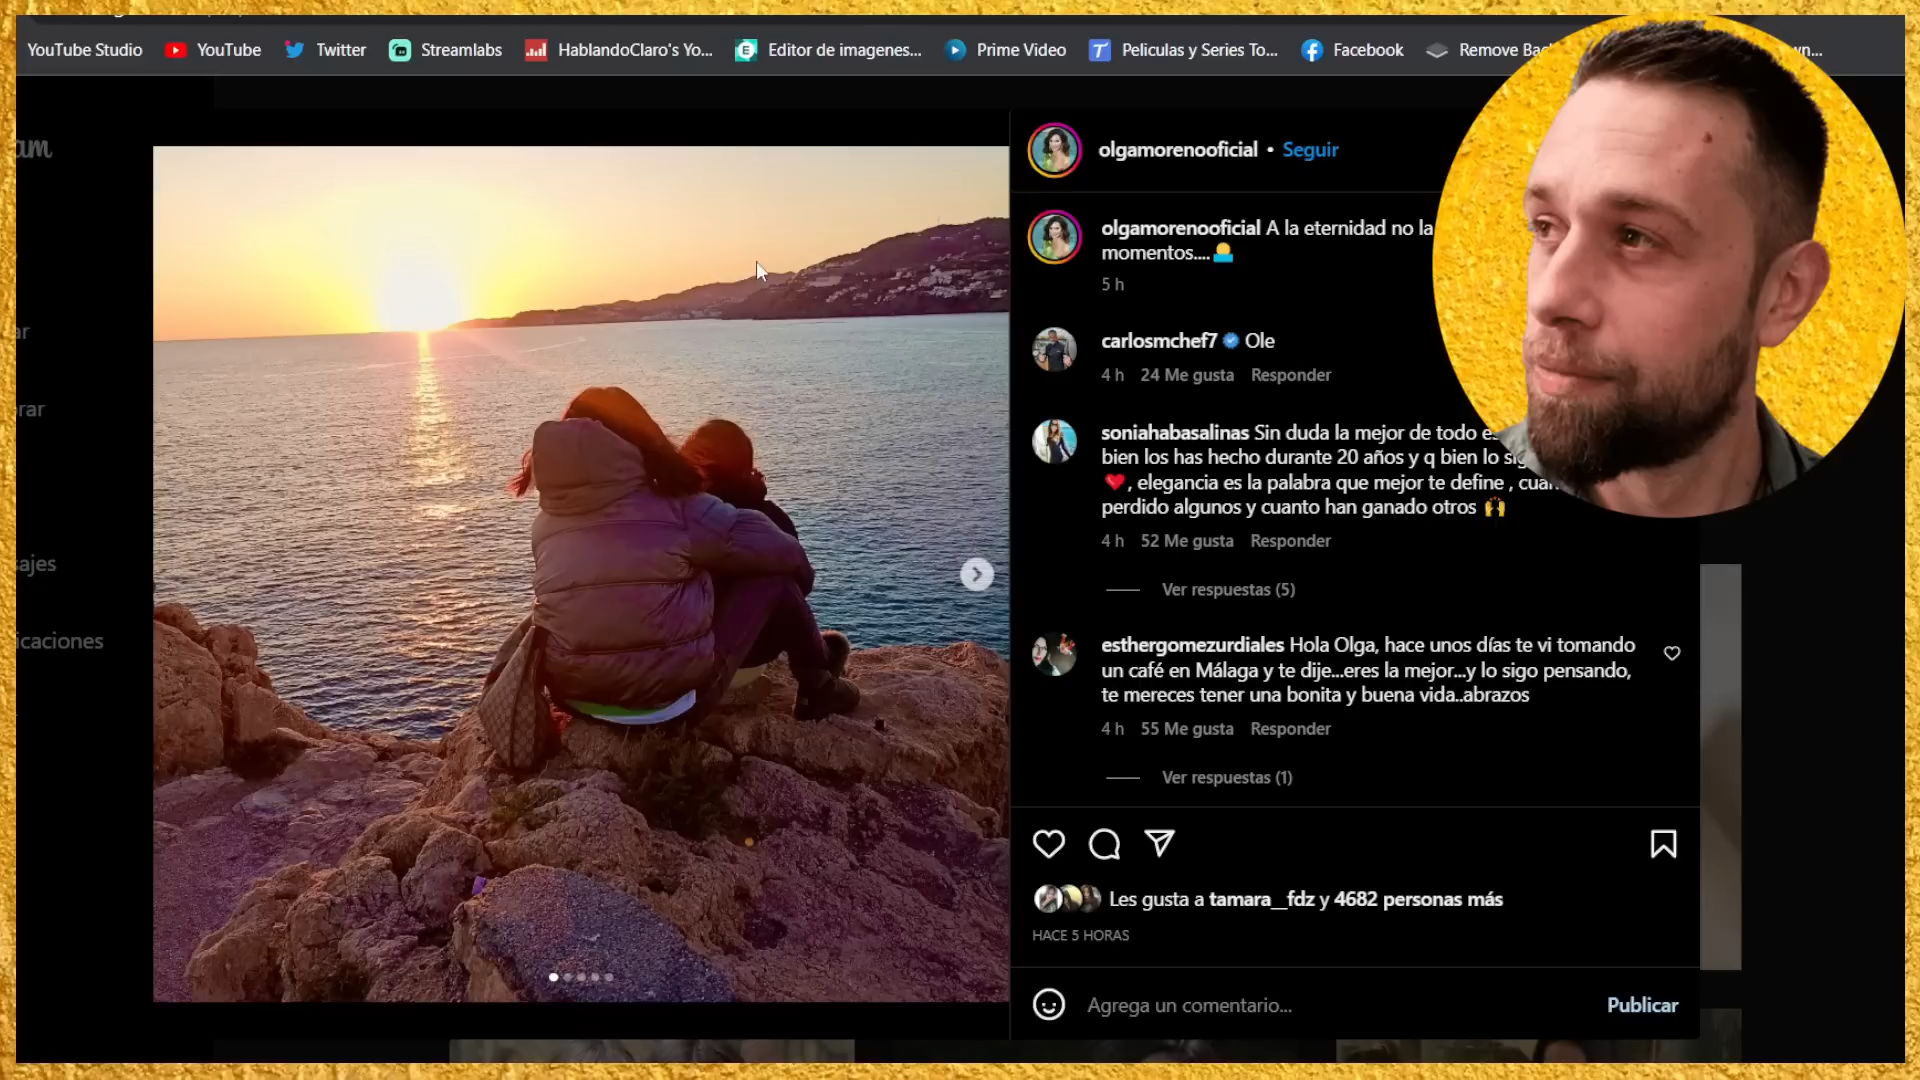 YouTube Studio YouTube Twitter Streamlabs HablandoClaro's Yo... Editor de imagenes... Prime Video Peliculas y Series To... Facebook Remove
am
olgamorenooficial • Seguir
olgamorenooficial A la eternidad no la
momentos....
5 h
carlosmchef7 Ole
4 h 24 Me gusta Responder
soniahabasalinas Sin duda la mejor de todo
bien los has hecho durante 20 años y q bien lo
❤️, elegancia es la palabra que mejor te define ,
perdido algunos y cuanto han ganado otros 🙌
4 h 52 Me gusta Responder
Ver respuestas (5)
esthergomezurdiales Hola Olga, hace unos días te vi tomando
un café en Málaga y te dije...eres la mejor...y lo sigo pensando,
te mereces tener una bonita y buena vida..abrazos
4 h 55 Me gusta Responder
Ver respuestas (1)
ar
rar
sajes
icaciones
Les gusta a tamara__fdz y 4682 personas más
HACE 5 HORAS
Agrega un comentario... Publicar